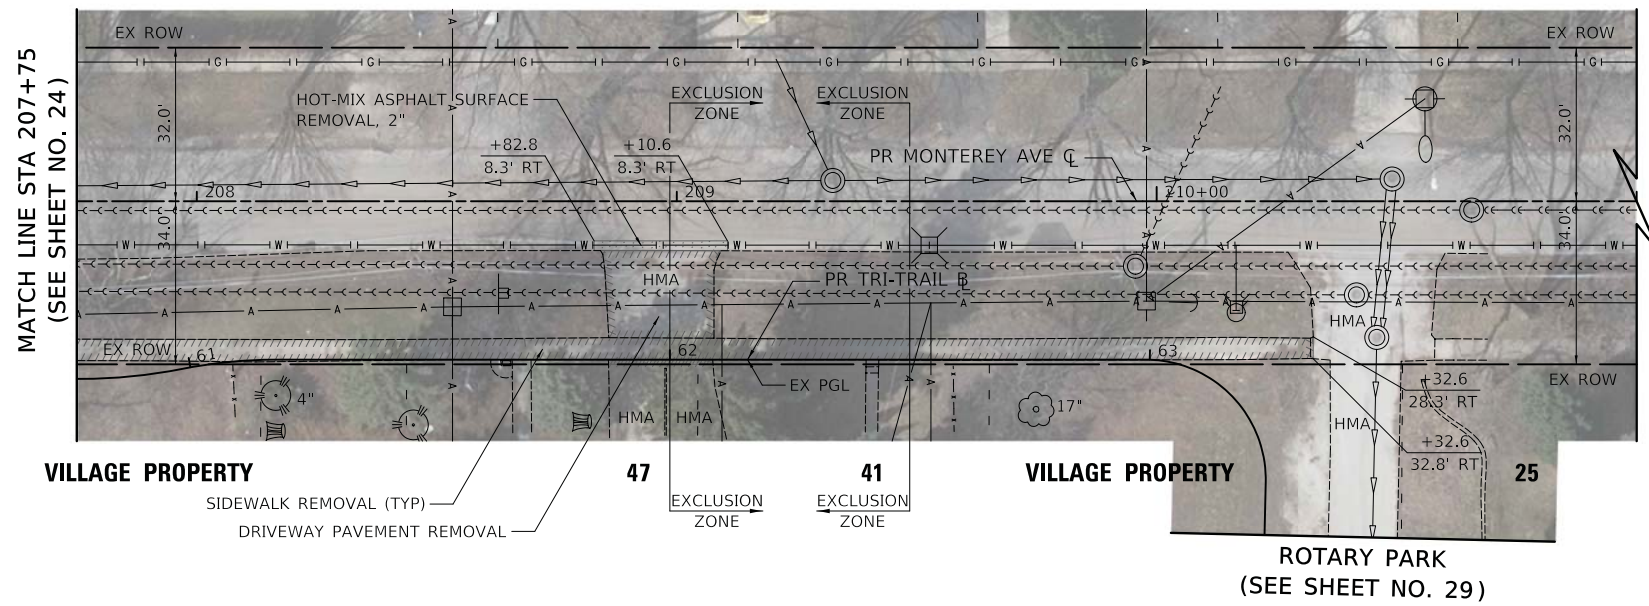 MATCH LINE STA 207+75
(SEE SHEET NO. 24)
EX ROW
EX ROW
G G G G G G G G G G
32.0'
HOT-MIX ASPHALT SURFACE
REMOVAL, 2"
EXCLUSION
ZONE
EXCLUSION
ZONE
32.0'
+82.8
8.3' RT
+10.6
8.3' RT
PR MONTEREY AVE ℄
208
209
210+00
34.0'
34.0'
W W W W W W W W W W
HMA
PR TRI-TRAIL B
A A A A A A A A A A
HMA
EX ROW
61
62
63
EX PGL
EX ROW
4"
HMA
HMA
17"
HMA
+32.6
28.3' RT
+32.6
32.8' RT
VILLAGE PROPERTY
47
41
VILLAGE PROPERTY
25
SIDEWALK REMOVAL (TYP)
DRIVEWAY PAVEMENT REMOVAL
EXCLUSION
ZONE
EXCLUSION
ZONE
ROTARY PARK
(SEE SHEET NO. 29)